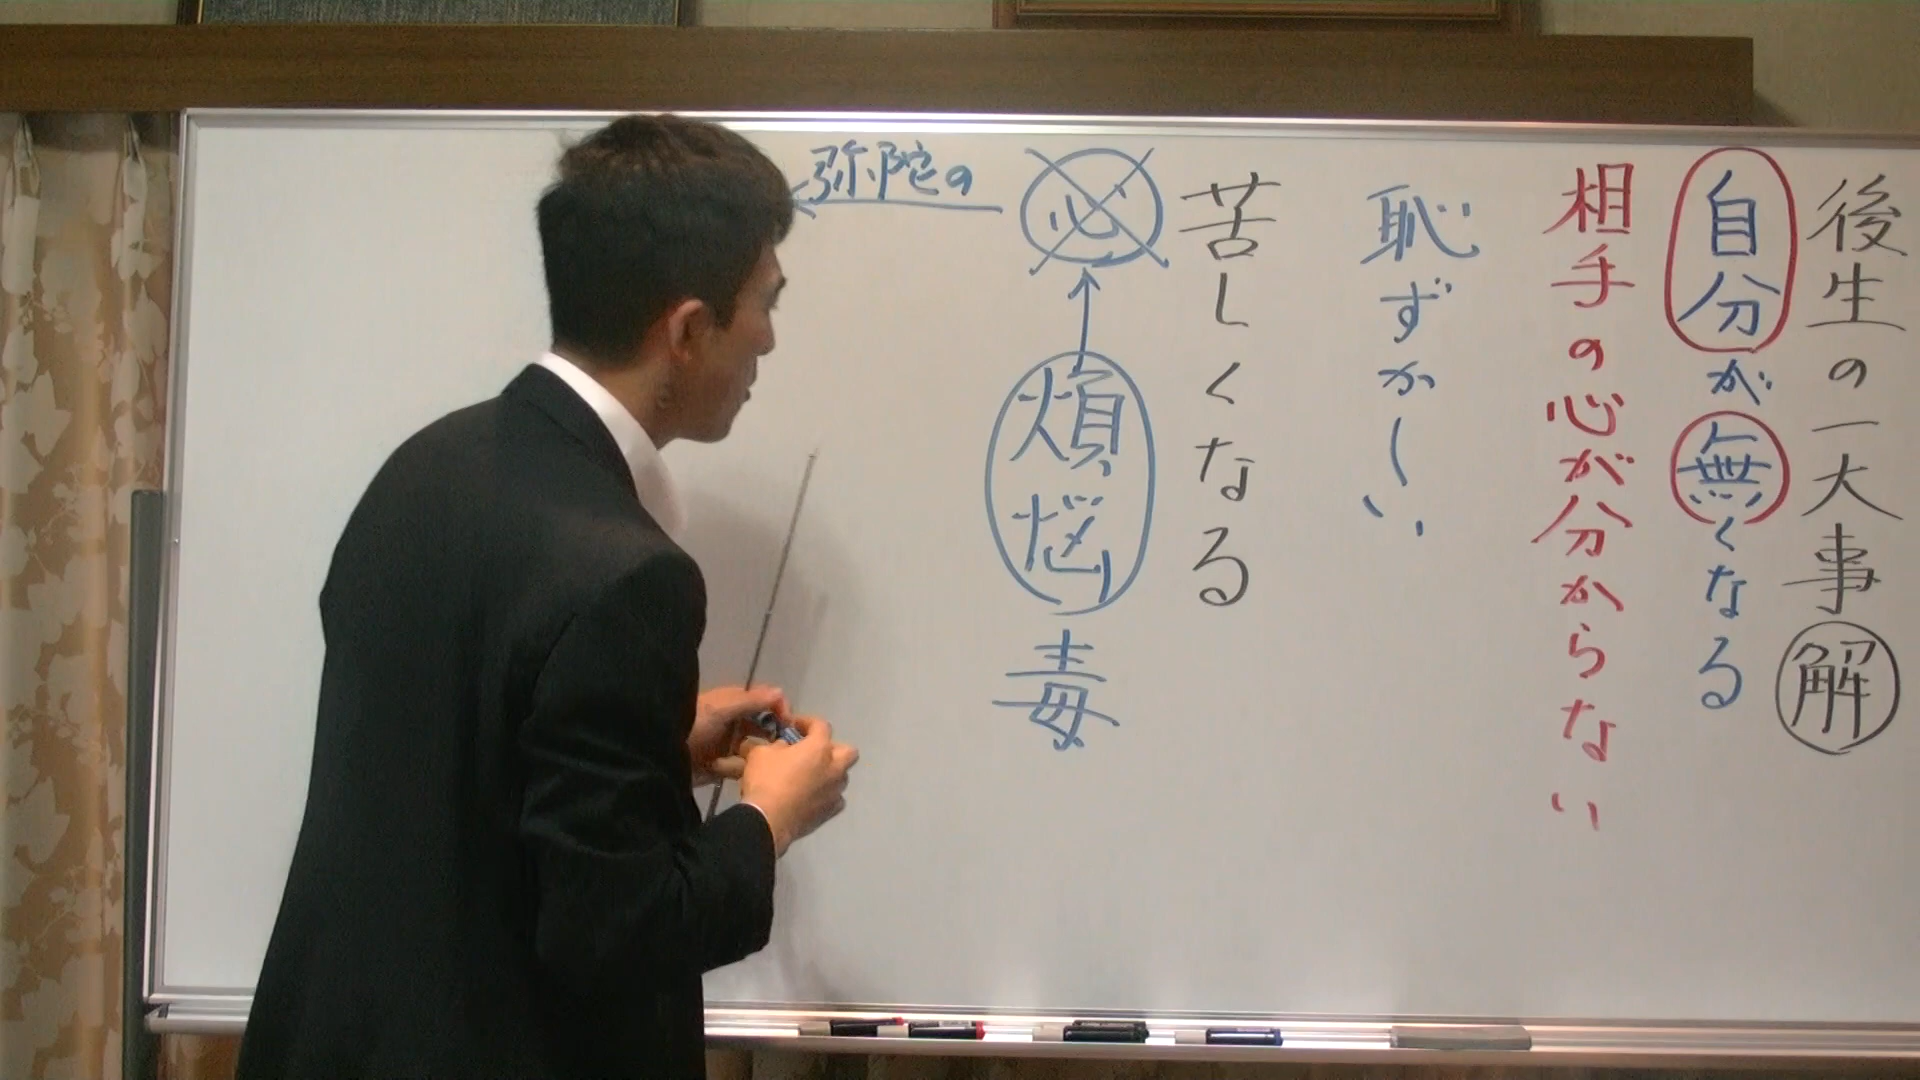 後生の一大事解
自分が無くなる
相手の心が分からない
恥ずかしい
苦しくなる
心
煩悩毒
弥陀の